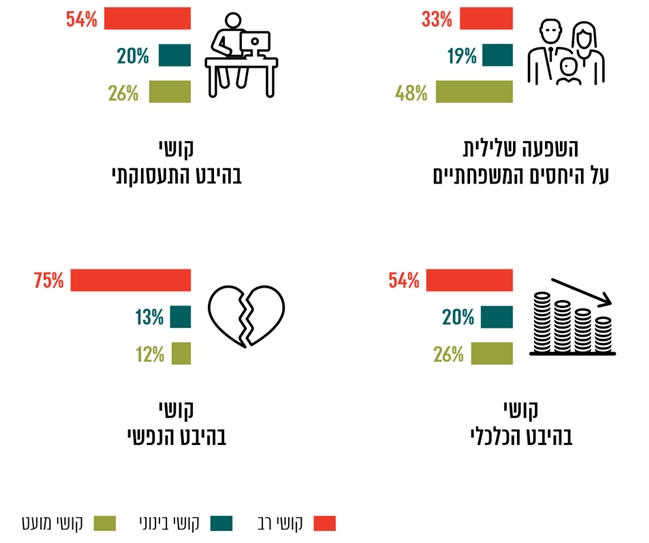 33%
19%
48%
השפעה שלילית
על היחסים המשפחתיים
54%
20%
26%
קושי
בהיבט התעסוקתי
54%
20%
26%
קושי
בהיבט הכלכלי
75%
13%
12%
קושי
בהיבט הנפשי
קושי רב
קושי בינוני
קושי מועט